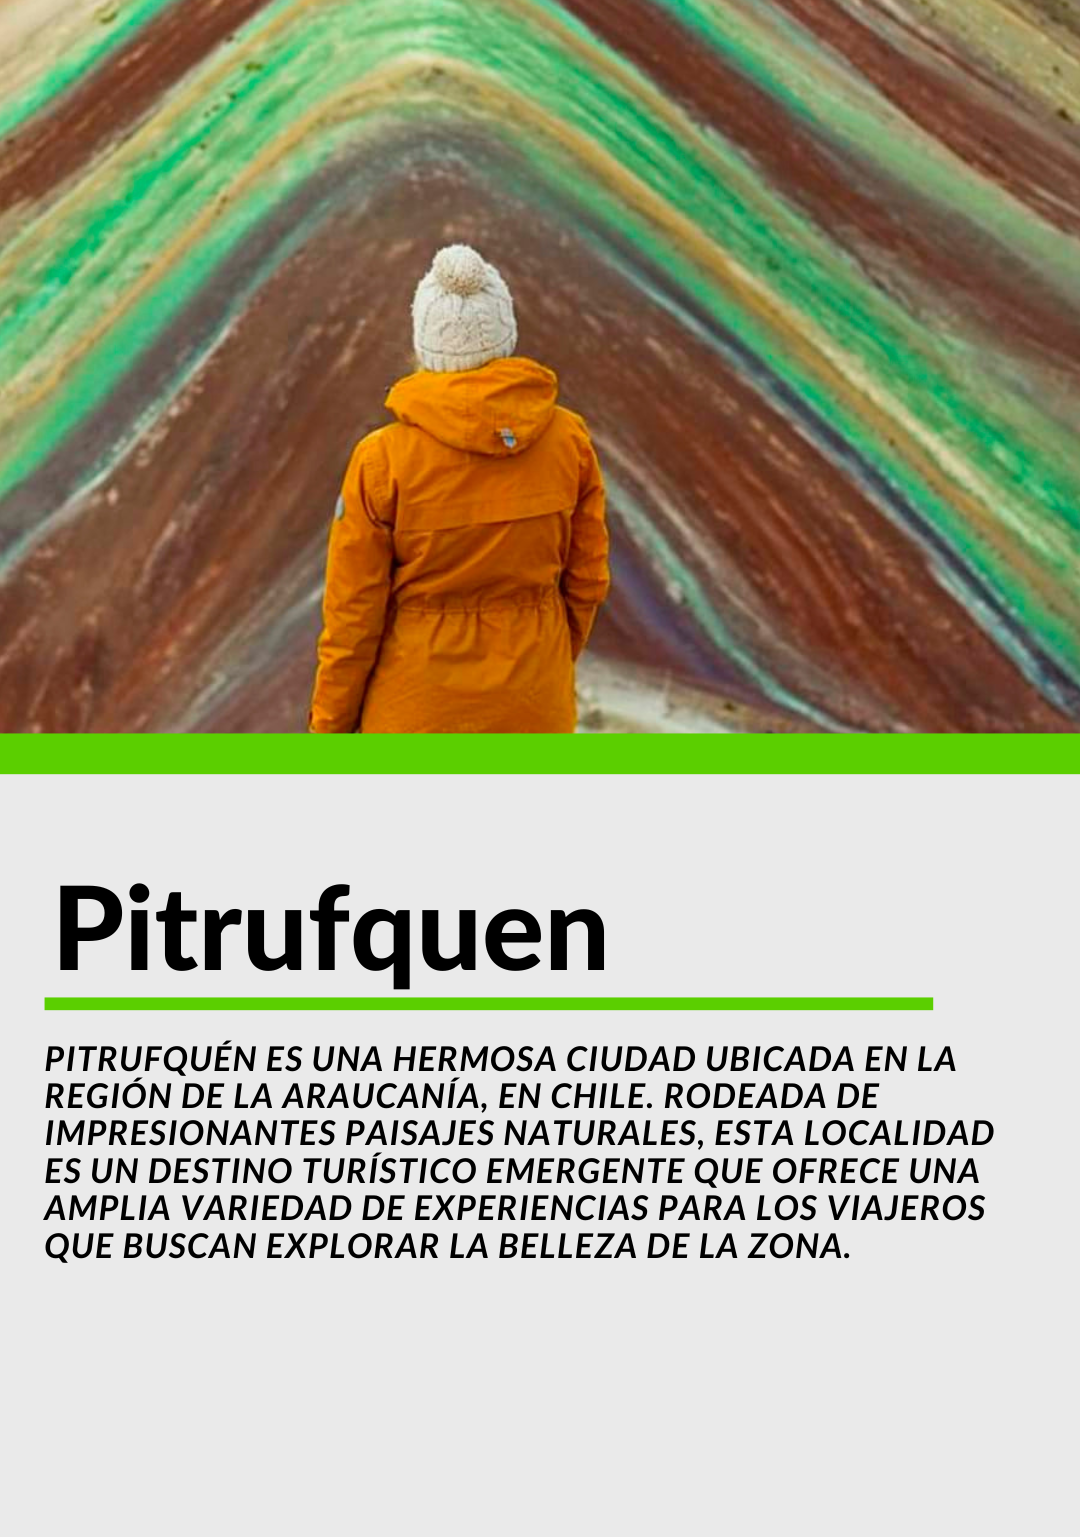 Pitrufquen
PITRUFQUÉN ES UNA HERMOSA CIUDAD UBICADA EN LA
REGIÓN DE LA ARAUCANÍA, EN CHILE. RODEADA DE
IMPRESIONANTES PAISAJES NATURALES, ESTA LOCALIDAD
ES UN DESTINO TURÍSTICO EMERGENTE QUE OFRECE UNA
AMPLIA VARIEDAD DE EXPERIENCIAS PARA LOS VIAJEROS
QUE BUSCAN EXPLORAR LA BELLEZA DE LA ZONA.